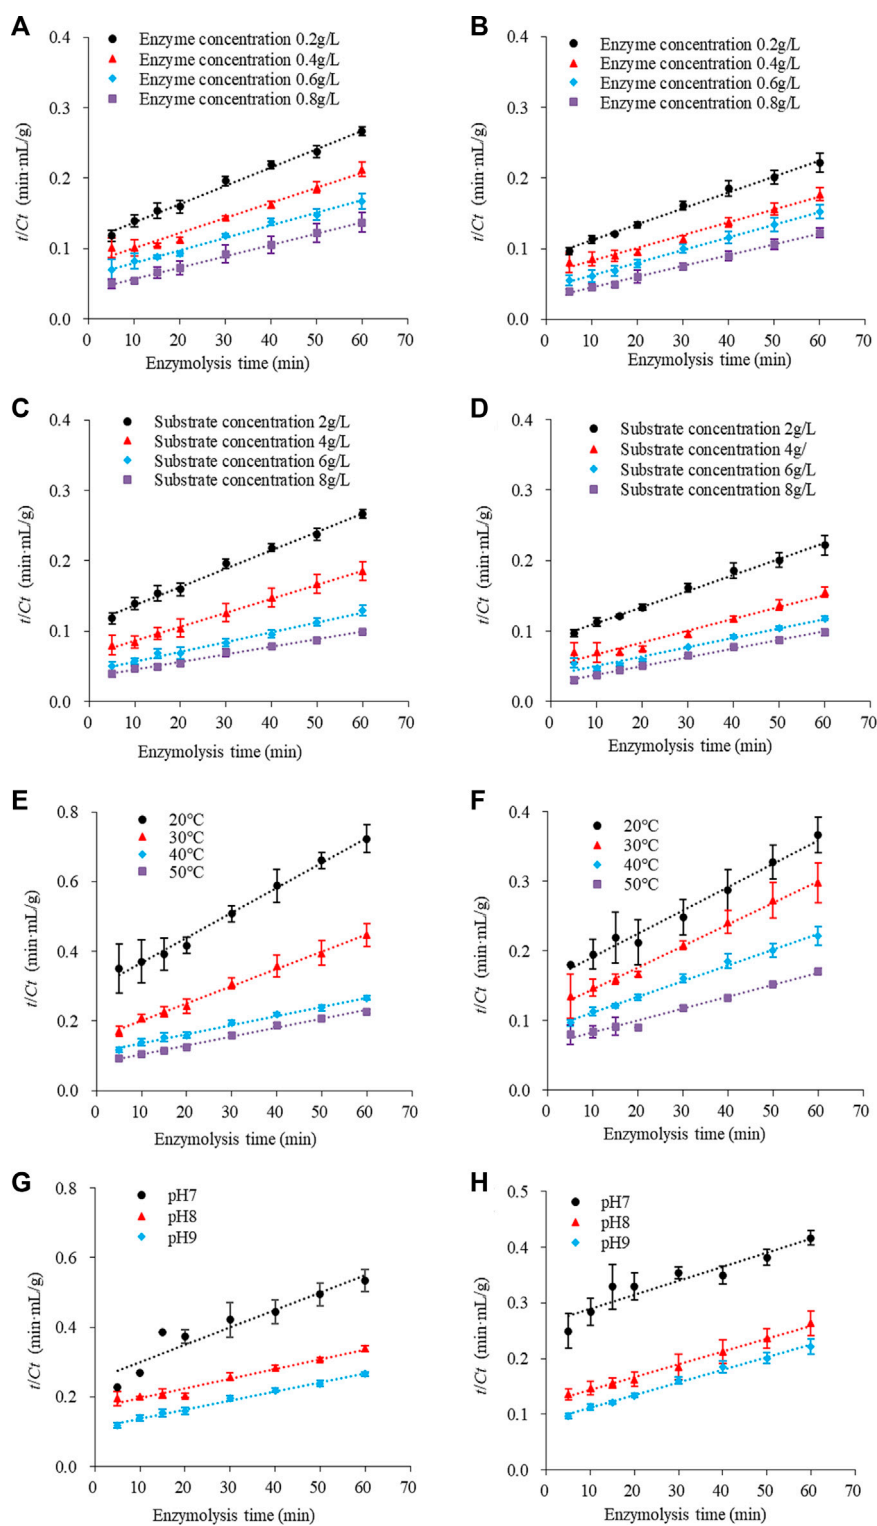 A
Enzyme concentration 0.2g/L
Enzyme concentration 0.4g/L
Enzyme concentration 0.6g/L
Enzyme concentration 0.8g/L
t/Ct (min·mL/g)
0.4
0.3
0.2
0.1
0.0
0 10 20 30 40 50 60 70
Enzymolysis time (min)
B
Enzyme concentration 0.2g/L
Enzyme concentration 0.4g/L
Enzyme concentration 0.6g/L
Enzyme concentration 0.8g/L
t/Ct (min·mL/g)
0.4
0.3
0.2
0.1
0.0
0 10 20 30 40 50 60 70
Enzymolysis time (min)
C
Substrate concentration 2g/L
Substrate concentration 4g/L
Substrate concentration 6g/L
Substrate concentration 8g/L
t/Ct (min·mL/g)
0.4
0.3
0.2
0.1
0.0
0 10 20 30 40 50 60 70
Enzymolysis time (min)
D
Substrate concentration 2g/L
Substrate concentration 4g/
Substrate concentration 6g/L
Substrate concentration 8g/L
t/Ct (min·mL/g)
0.4
0.3
0.2
0.1
0.0
0 10 20 30 40 50 60 70
Enzymolysis time (min)
E
20°C
30°C
40°C
50°C
t/Ct (min·mL/g)
0.8
0.6
0.4
0.2
0.0
0 10 20 30 40 50 60 70
Enzymolysis time (min)
F
20°C
30°C
40°C
50°C
t/Ct (min·mL/g)
0.4
0.3
0.2
0.1
0.0
0 10 20 30 40 50 60 70
Enzymolysis time (min)
G
pH7
pH8
pH9
t/Ct (min·mL/g)
0.8
0.6
0.4
0.2
0.0
0 10 20 30 40 50 60 70
Enzymolysis time (min)
H
pH7
pH8
pH9
t/Ct (min·mL/g)
0.5
0.4
0.3
0.2
0.1
0.0
0 10 20 30 40 50 60 70
Enzymolysis time (min)